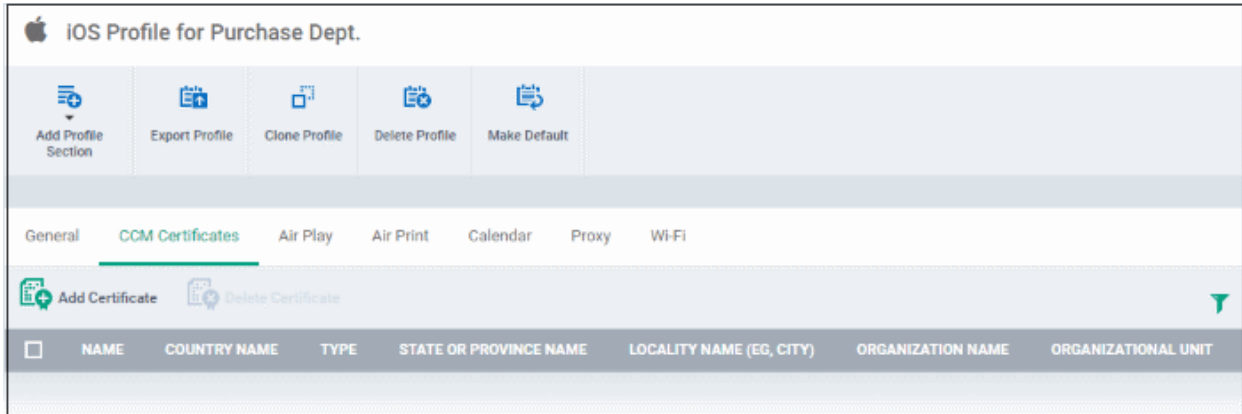 iOS Profile for Purchase Dept.
Add Profile Section
Export Profile
Clone Profile
Delete Profile
Make Default
General CCM Certificates Air Play Air Print Calendar Proxy Wi-Fi
Add Certificate Delete Certificate
NAME COUNTRY NAME TYPE STATE OR PROVINCE NAME LOCALITY NAME (EG, CITY) ORGANIZATION NAME ORGANIZATIONAL UNIT